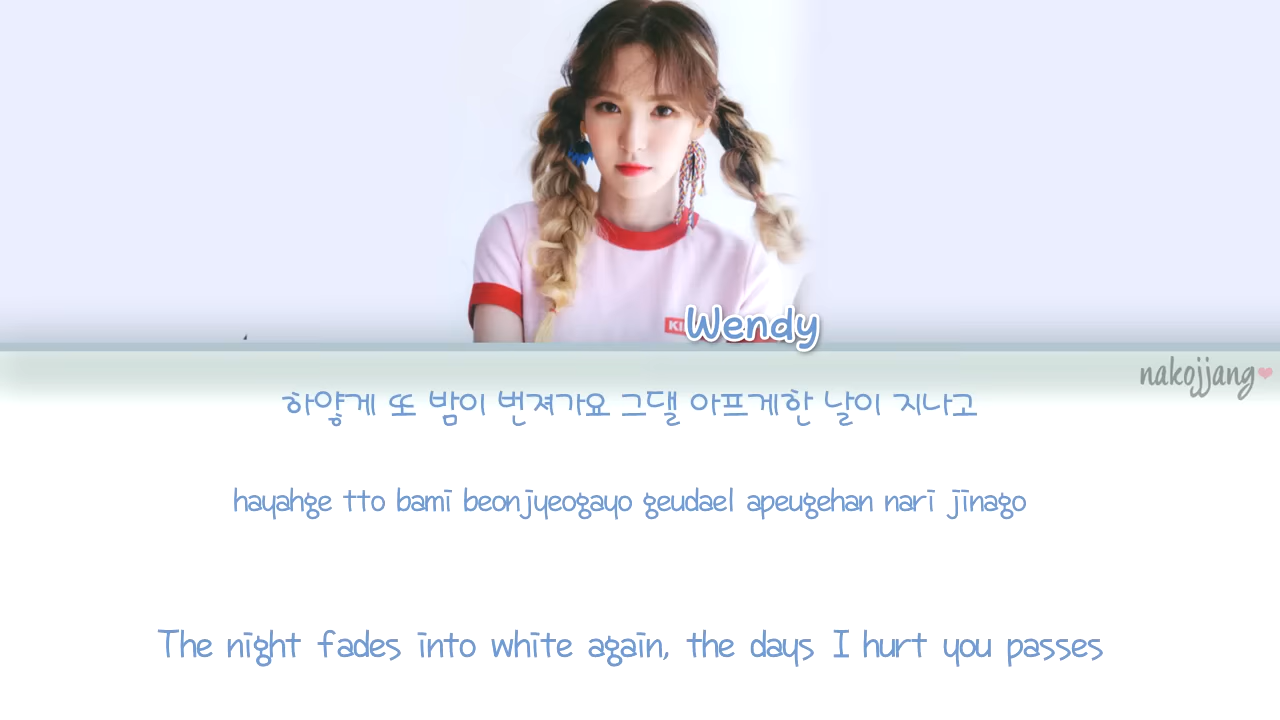 KI
Wendy
nakojjang
하얗게 또 밤이 번져가요 그댈 아프게한 날이 지나고
hayahge tto bami beonjyeogayo geudael apeugehan nari jinago
The night fades into white again, the days I hurt you passes